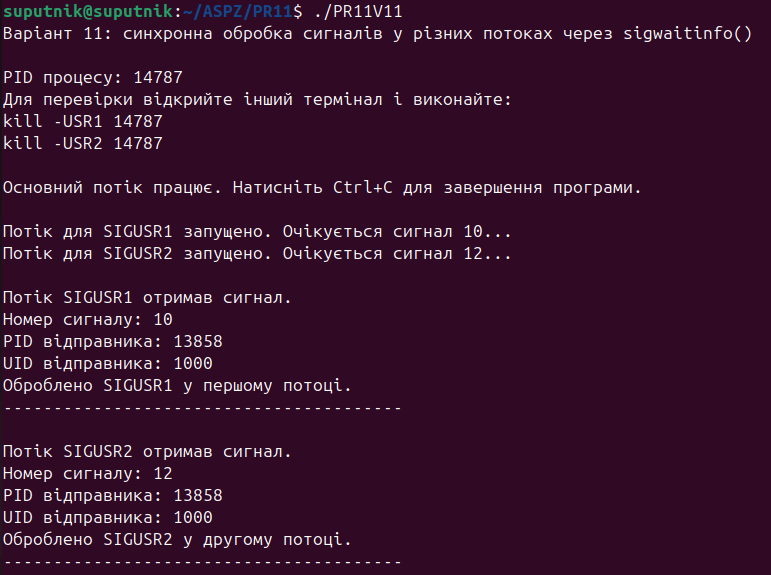 suputnik@suputnik:~/ASPZ/PR11$ ./PR11V11
Варіант 11: синхронна обробка сигналів у різних потоках через sigwaitinfo()
PID процесу: 14787
Для перевірки відкрийте інший термінал і виконайте:
kill -USR1 14787
kill -USR2 14787
Основний потік працює. Натисніть Ctrl+C для завершення програми.
Потік для SIGUSR1 запущено. Очікується сигнал 10...
Потік для SIGUSR2 запущено. Очікується сигнал 12...
Потік SIGUSR1 отримав сигнал.
Номер сигналу: 10
PID відправника: 13858
UID відправника: 1000
Оброблено SIGUSR1 у першому потоці.
----------------------------------------
Потік SIGUSR2 отримав сигнал.
Номер сигналу: 12
PID відправника: 13858
UID відправника: 1000
Оброблено SIGUSR2 у другому потоці.
----------------------------------------